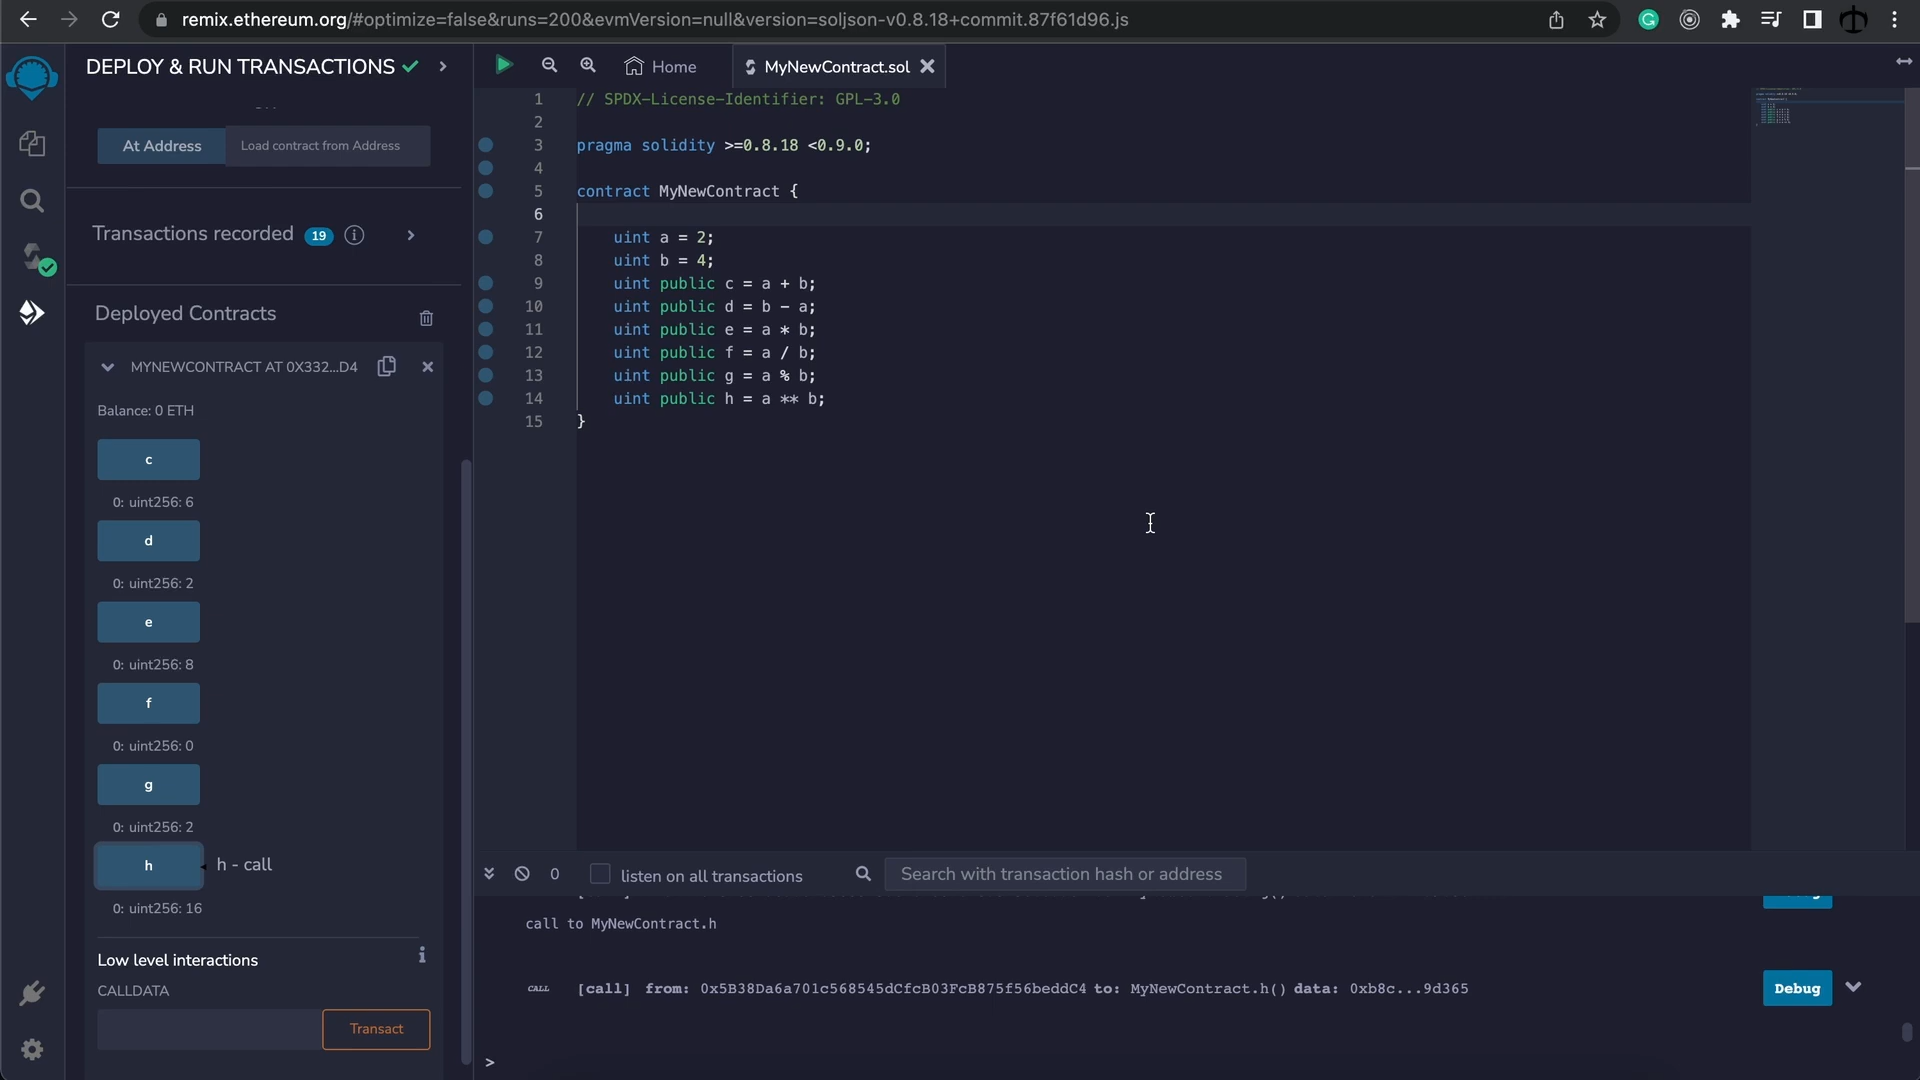 remix.ethereum.org/#optimize=false&runs=200&evmVersion=null&version=soljson-v0.8.18+commit.87f61d96.js
DEPLOY & RUN TRANSACTIONS
At Address
Load contract from Address
Transactions recorded 19
Deployed Contracts
MYNEWCONTRACT AT 0X332...D4
Balance: 0 ETH
c
0: uint256: 6
d
0: uint256: 2
e
0: uint256: 8
f
0: uint256: 0
g
0: uint256: 2
h
h - call
0: uint256: 16
Low level interactions
CALLDATA
Transact
Home
MyNewContract.sol
1 // SPDX-License-Identifier: GPL-3.0
2
3 pragma solidity >=0.8.18 <0.9.0;
4
5 contract MyNewContract {
6
7 uint a = 2;
8 uint b = 4;
9 uint public c = a + b;
10 uint public d = b - a;
11 uint public e = a * b;
12 uint public f = a / b;
13 uint public g = a % b;
14 uint public h = a ** b;
15 }
0
listen on all transactions
Search with transaction hash or address
call to MyNewContract.h
CALL [call] from: 0x5B38Da6a701c568545dCfcB03FcB875f56beddC4 to: MyNewContract.h() data: 0xb8c...9d365
Debug
>